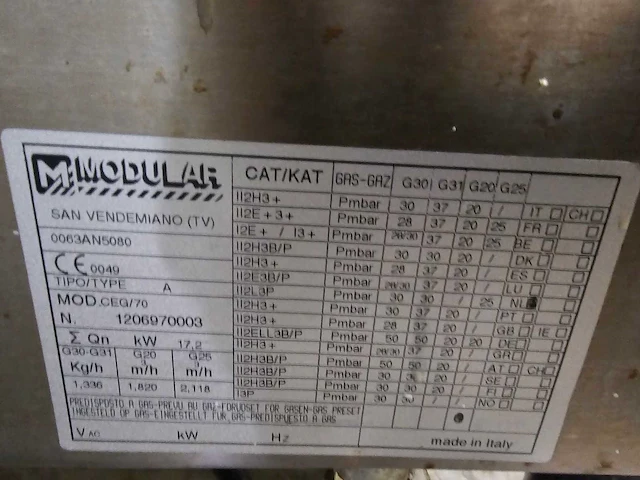 MODULAR
SAN VENDEMIANO (TV)
0063AN5080
CE 0049
TIPO/TYPE A
MOD.CEG/70
N. 1206970003
Σ Qn kW 17,2
G30-G31 G20 G25
Kg/h m3/h m/h
1,336 1,820 2,118
CAT/KAT GAS-GAZ G30 G31 G20 G25
II2H3+ Pmbar 30 37 20 / IT CH
II2E+3+ Pmbar 28 37 20 25 FR
I2E+ / I3+ Pmbar 28/30 37 20 25 BE
II2H3B/P Pmbar 30 30 20 / DK
II2H3+ Pmbar 28 37 20 / ES
II2E3B/P Pmbar 28/30 37 20 / LU
II2L3P Pmbar 30 30 / 25 NL
II2H3+ Pmbar 30 37 20 / PT
II2H3+ Pmbar 28 37 20 / GB IE
II2ELL3B/P Pmbar 50 50 20 20 DE
II2H3+ Pmbar 28/30 37 20 / GR
II2H3B/P Pmbar 50 50 20 / AT CH
II2H3B/P Pmbar 30 30 20 / SE
II2H3B/P Pmbar 30 30 20 / FI
I3P Pmbar 30 30 / / NO
PREDISPOSTO A GAS-PREVU AU GAZ-FORUDSET FOR GASEN-GAS PRESET
INGESTELD OP GAS-EINGESTELLT FUR GAS-PREDISPUESTO A GAS
V AC kW Hz
made in Italy